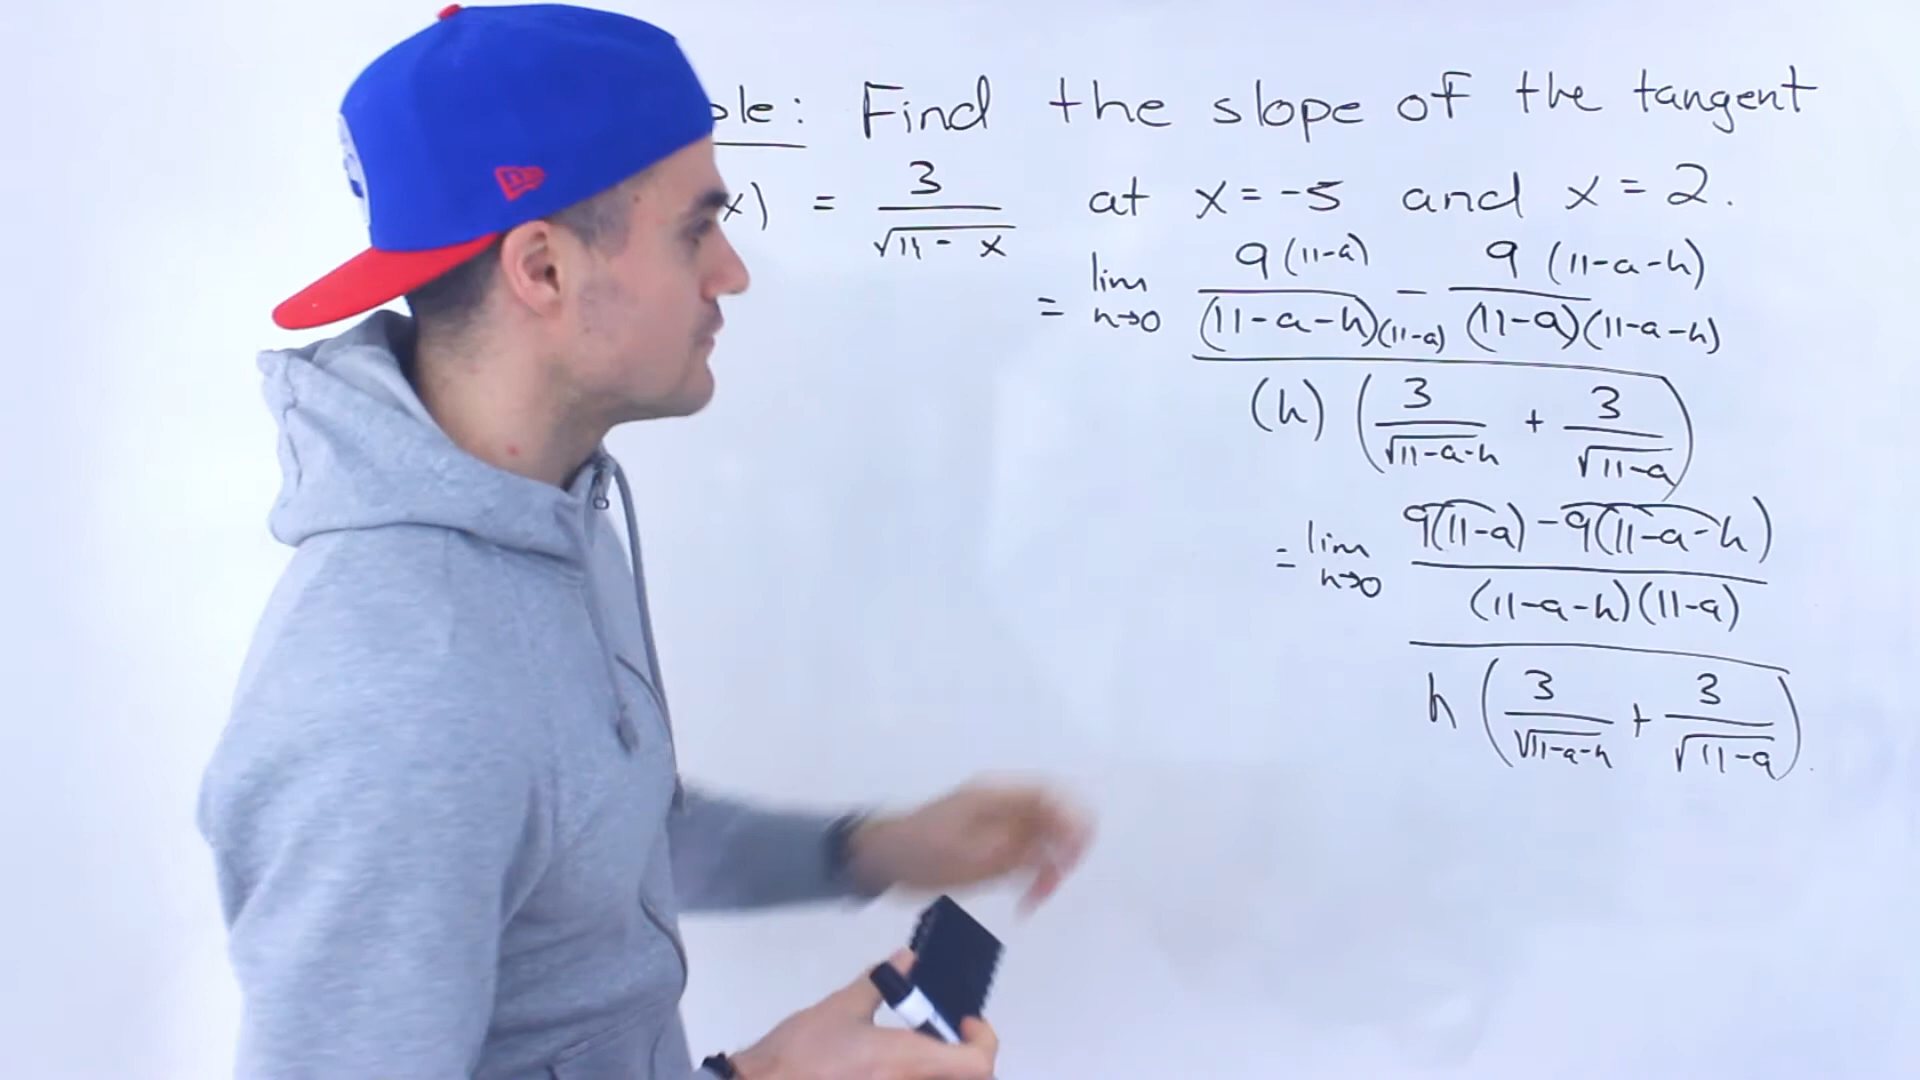 ple: Find the slope of the tangent
x) = 3/√(11 - x) at x = -5 and x = 2.
= lim h→0 [9(11-a)/((11-a-h)(11-a)) - 9(11-a-h)/((11-a)(11-a-h))] / [(h)(3/√(11-a-h) + 3/√(11-a))]
= lim h→0 [(9(11-a) - 9(11-a-h))/((11-a-h)(11-a))] / [h(3/√(11-a-h) + 3/√(11-a))]